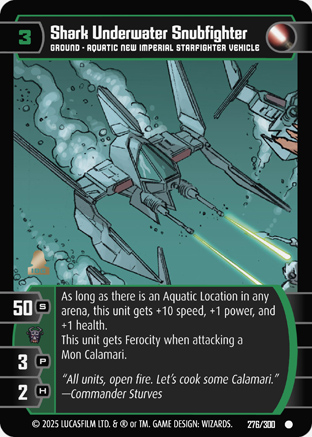 3
Shark Underwater Snubfighter
GROUND - AQUATIC NEW IMPERIAL STARFIGHTER VEHICLE
50 S
3 P
2 H
As long as there is an Aquatic Location in any
arena, this unit gets +10 speed, +1 power, and
+1 health.
This unit gets Ferocity when attacking a
Mon Calamari.
“All units, open fire. Let’s cook some Calamari.”
—Commander Sturves
© 2025 LUCASFILM LTD. & ® or TM. GAME DESIGN: WIZARDS. 276/300